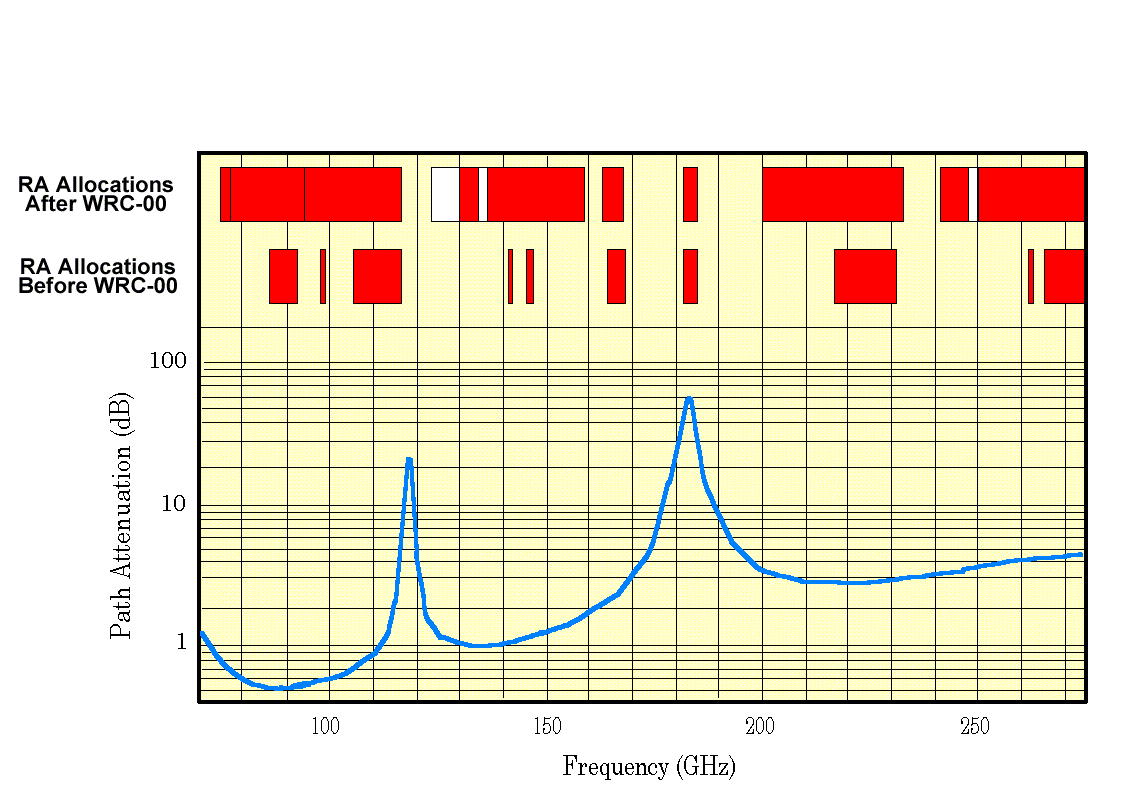 RA Allocations
After WRC-00
RA Allocations
Before WRC-00
100
10
1
Path Attenuation (dB)
100 150 200 250
Frequency (GHz)